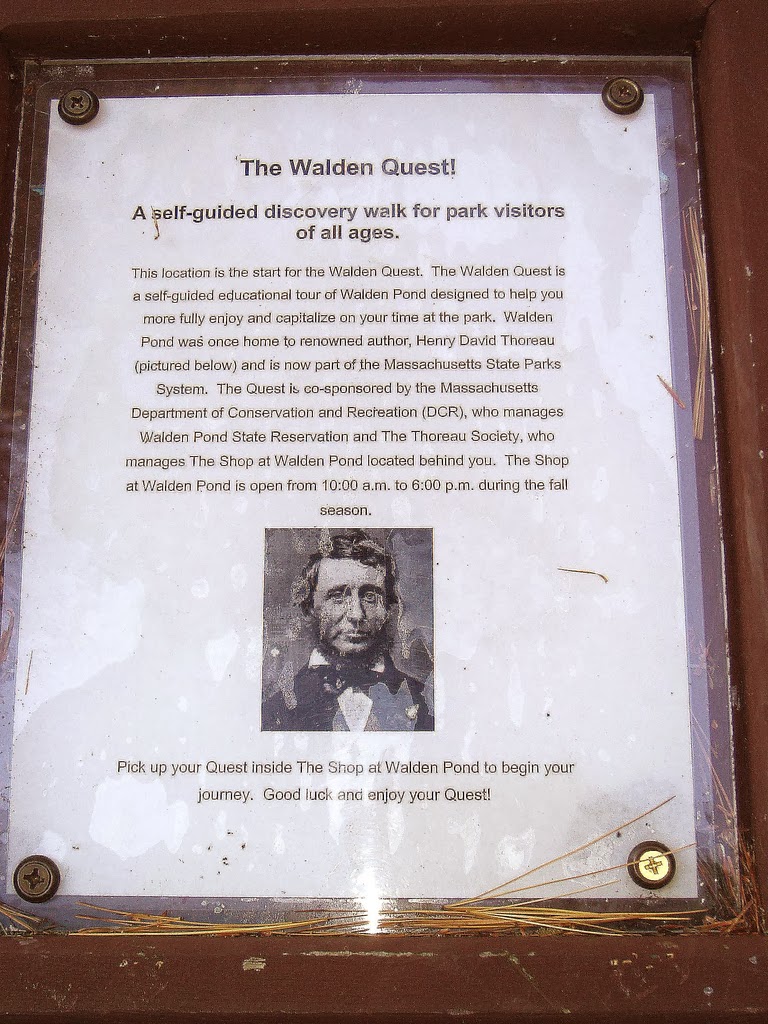 The Walden Quest!
A self-guided discovery walk for park visitors
of all ages.
This location is the start for the Walden Quest. The Walden Quest is
a self-guided educational tour of Walden Pond designed to help you
more fully enjoy and capitalize on your time at the park. Walden
Pond was once home to renowned author, Henry David Thoreau
(pictured below) and is now part of the Massachusetts State Parks
System. The Quest is co-sponsored by the Massachusetts
Department of Conservation and Recreation (DCR), who manages
Walden Pond State Reservation and The Thoreau Society, who
manages The Shop at Walden Pond located behind you. The Shop
at Walden Pond is open from 10:00 a.m. to 6:00 p.m. during the fall
season.
Pick up your Quest inside The Shop at Walden Pond to begin your
journey. Good luck and enjoy your Quest!